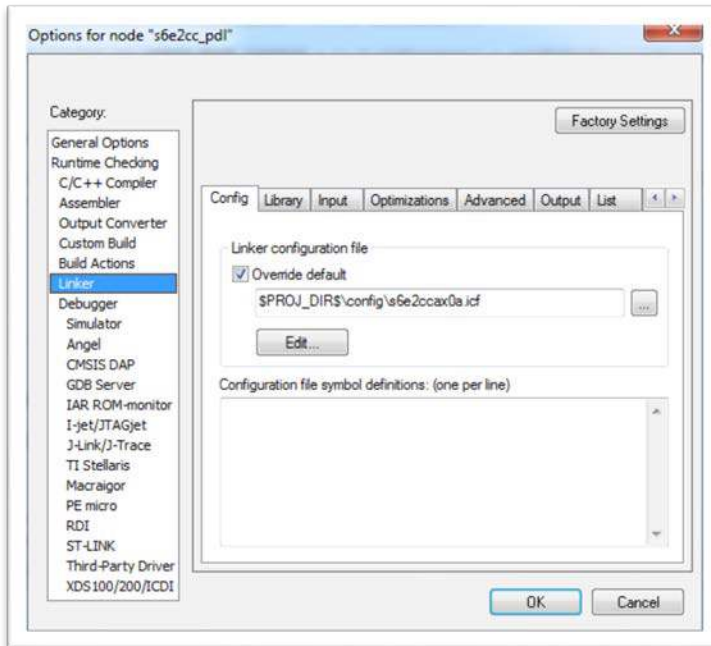 Options for node "s6e2cc_pdl"
Category:
Factory Settings
General Options
Runtime Checking
C/C++ Compiler
Assembler
Output Converter
Custom Build
Build Actions
Linker
Debugger
Simulator
Angel
CMSIS DAP
GDB Server
IAR ROM-monitor
I-jet/JTAGjet
J-Link/J-Trace
TI Stellaris
Macraigor
PE micro
RDI
ST-LINK
Third-Party Driver
XDS100/200/ICDI
Config Library Input Optimizations Advanced Output List
Linker configuration file
Override default
$PROJ_DIR$\config\s6e2ccax0a.icf
...
Edit...
Configuration file symbol definitions: (one per line)
OK Cancel